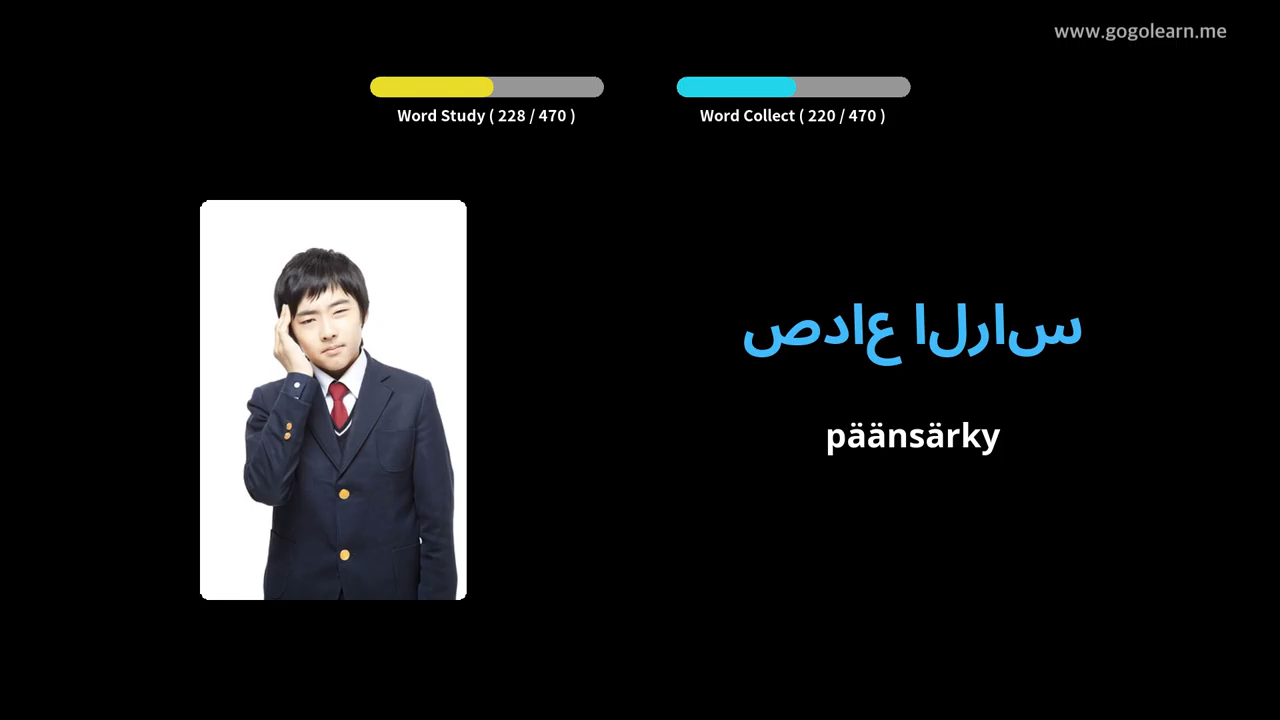 www.gogolearn.me
Word Study ( 228 / 470 )
Word Collect ( 220 / 470 )
صداع الراس
päänsärky